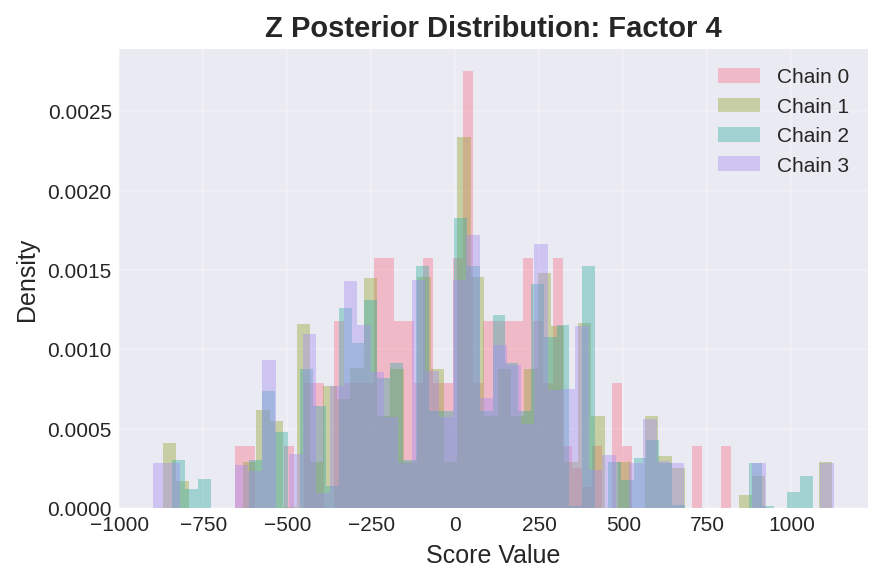 Z Posterior Distribution: Factor 4
Chain 0
Chain 1
Chain 2
Chain 3
Density
0.0025
0.0020
0.0015
0.0010
0.0005
0.0000
−1000 −750 −500 −250 0 250 500 750 1000
Score Value